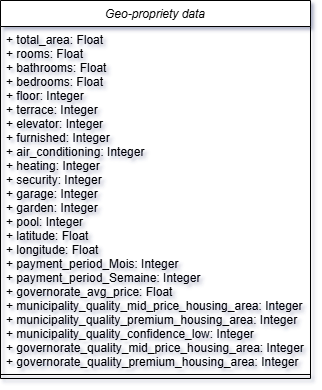 Geo-propriety data
+ total_area: Float
+ rooms: Float
+ bathrooms: Float
+ bedrooms: Float
+ floor: Integer
+ terrace: Integer
+ elevator: Integer
+ furnished: Integer
+ air_conditioning: Integer
+ heating: Integer
+ security: Integer
+ garage: Integer
+ garden: Integer
+ pool: Integer
+ latitude: Float
+ longitude: Float
+ payment_period_Mois: Integer
+ payment_period_Semaine: Integer
+ governorate_avg_price: Float
+ municipality_quality_mid_price_housing_area: Integer
+ municipality_quality_premium_housing_area: Integer
+ municipality_quality_confidence_low: Integer
+ governorate_quality_mid_price_housing_area: Integer
+ governorate_quality_premium_housing_area: Integer